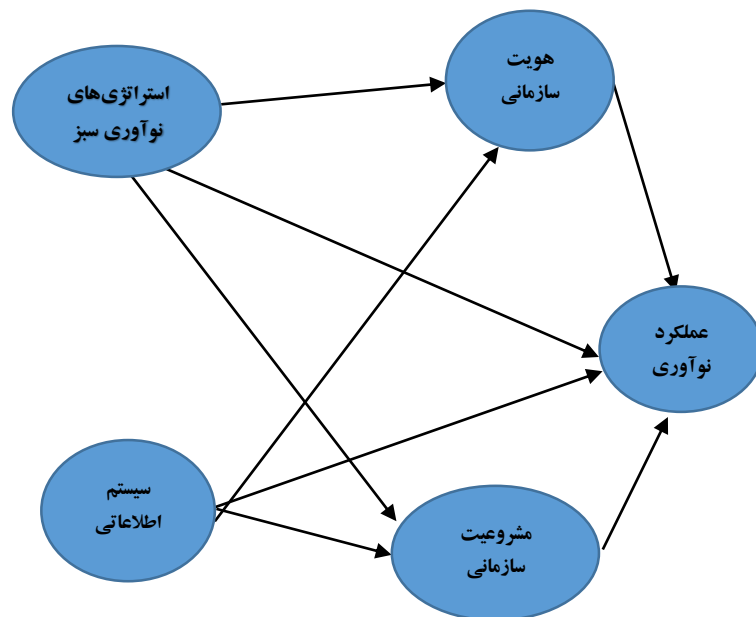 هویت
سازمانی
استراتژی‌های
نوآوری سبز
عملکرد
نوآوری
سیستم
اطلاعاتی
مشروعیت
سازمانی